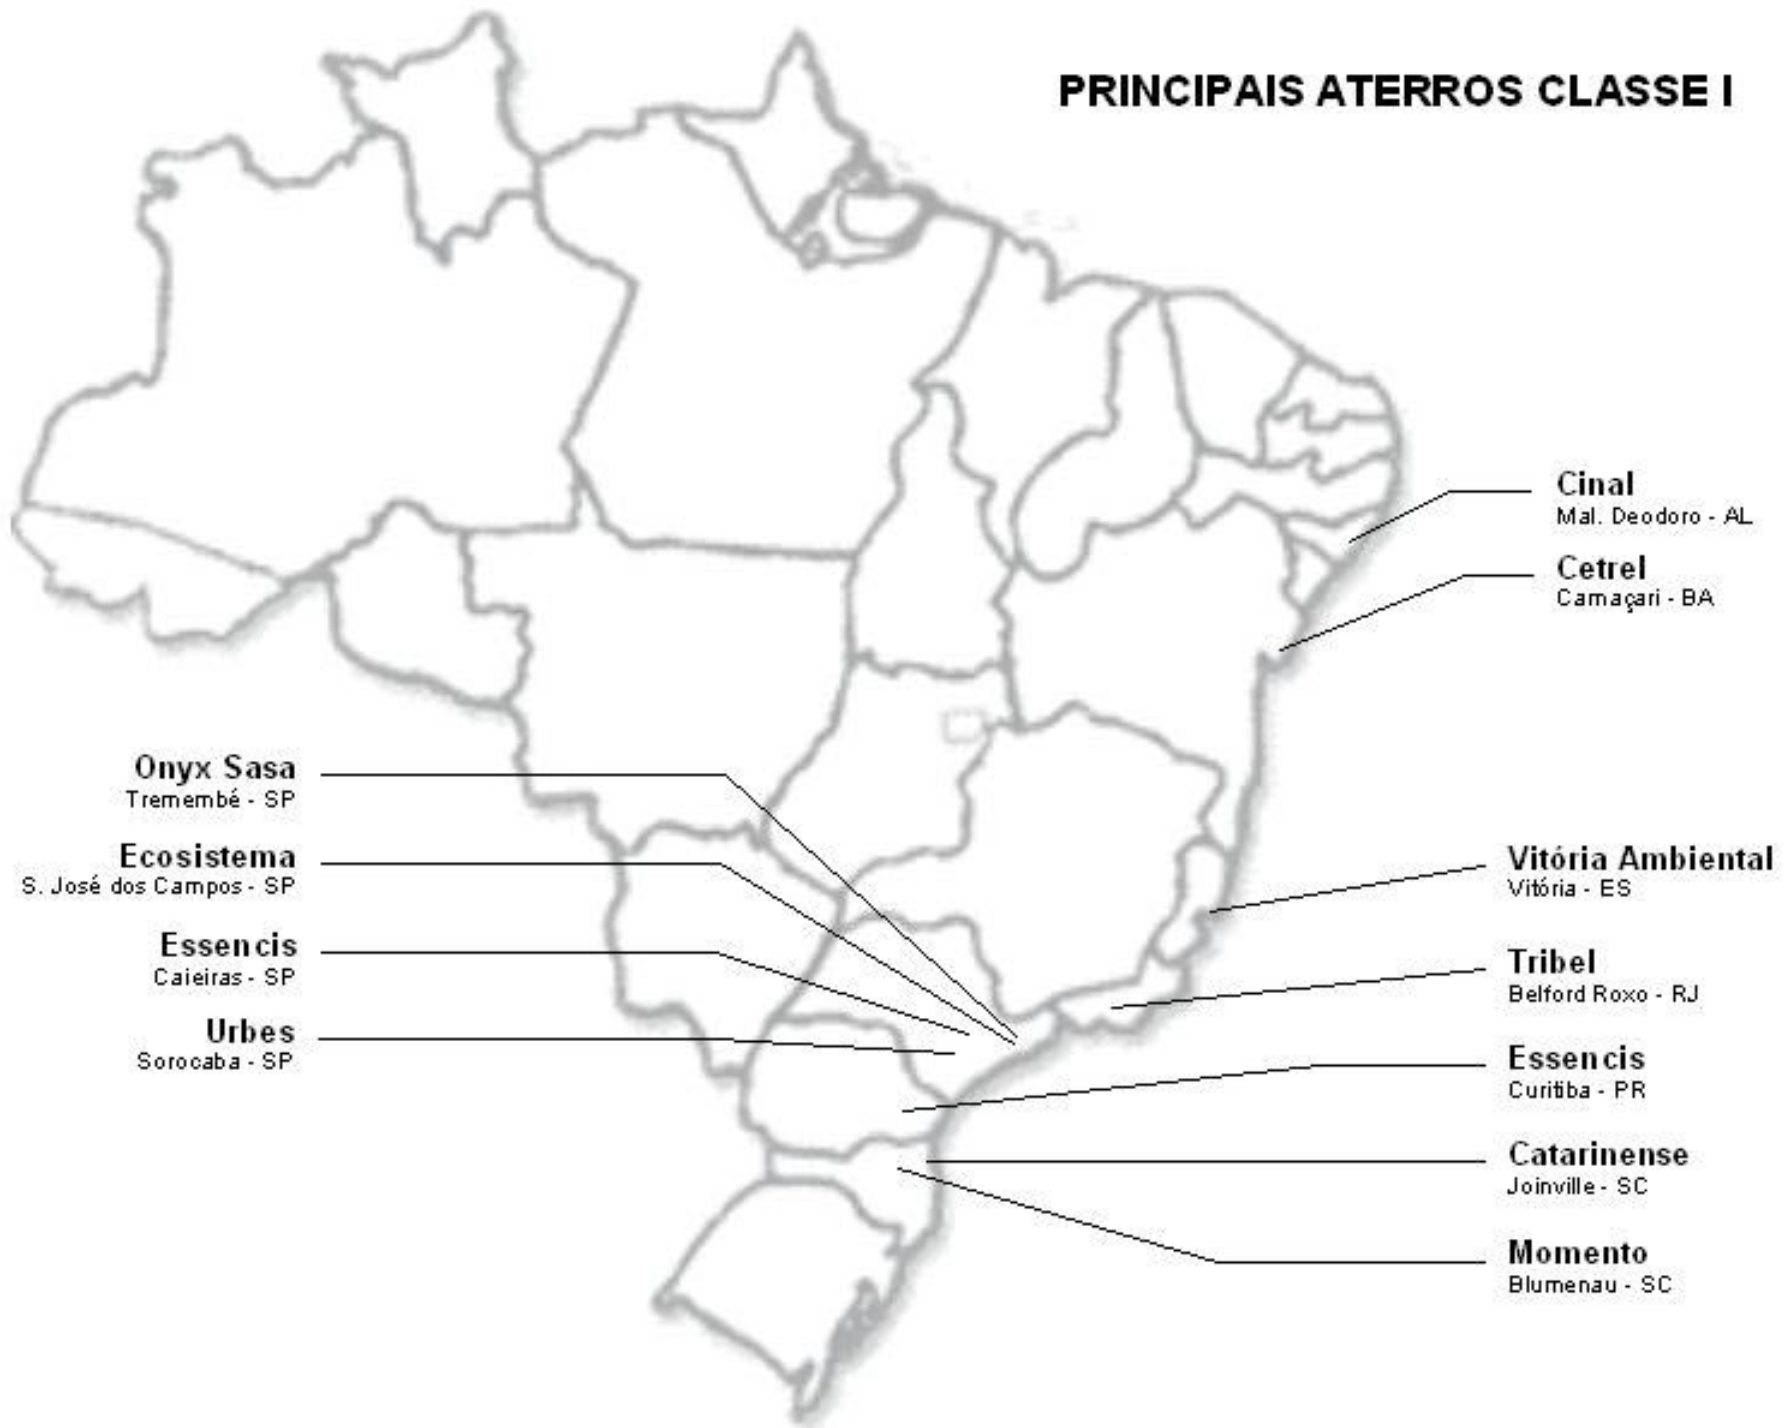 PRINCIPAIS ATERROS CLASSE I
Cinal
Mal. Deodoro - AL
Cetrel
Camaçari - BA
Onyx Sasa
Tremembé - SP
Ecosistema
S. José dos Campos - SP
Essencis
Caieiras - SP
Urbes
Sorocaba - SP
Vitória Ambiental
Vitória - ES
Tribel
Belford Roxo - RJ
Essencis
Curitiba - PR
Catarinense
Joinville - SC
Momento
Blumenau - SC